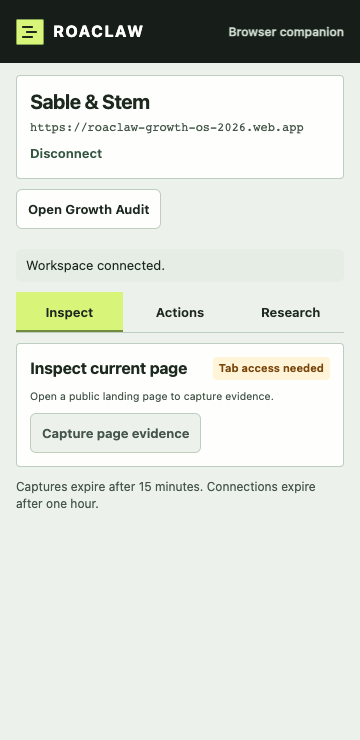 ROACLAW
Browser companion
Sable & Stem
https://roaclaw-growth-os-2026.web.app
Disconnect
Open Growth Audit
Workspace connected.
Inspect
Actions
Research
Inspect current page
Tab access needed
Open a public landing page to capture evidence.
Capture page evidence
Captures expire after 15 minutes. Connections expire
after one hour.